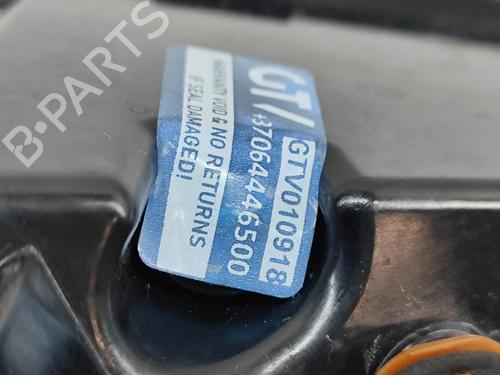 B-PARTS
GTV
GTV010918
+37064446500
WARRANTY VOID & NO RETURNS
IF SEAL DAMAGED!